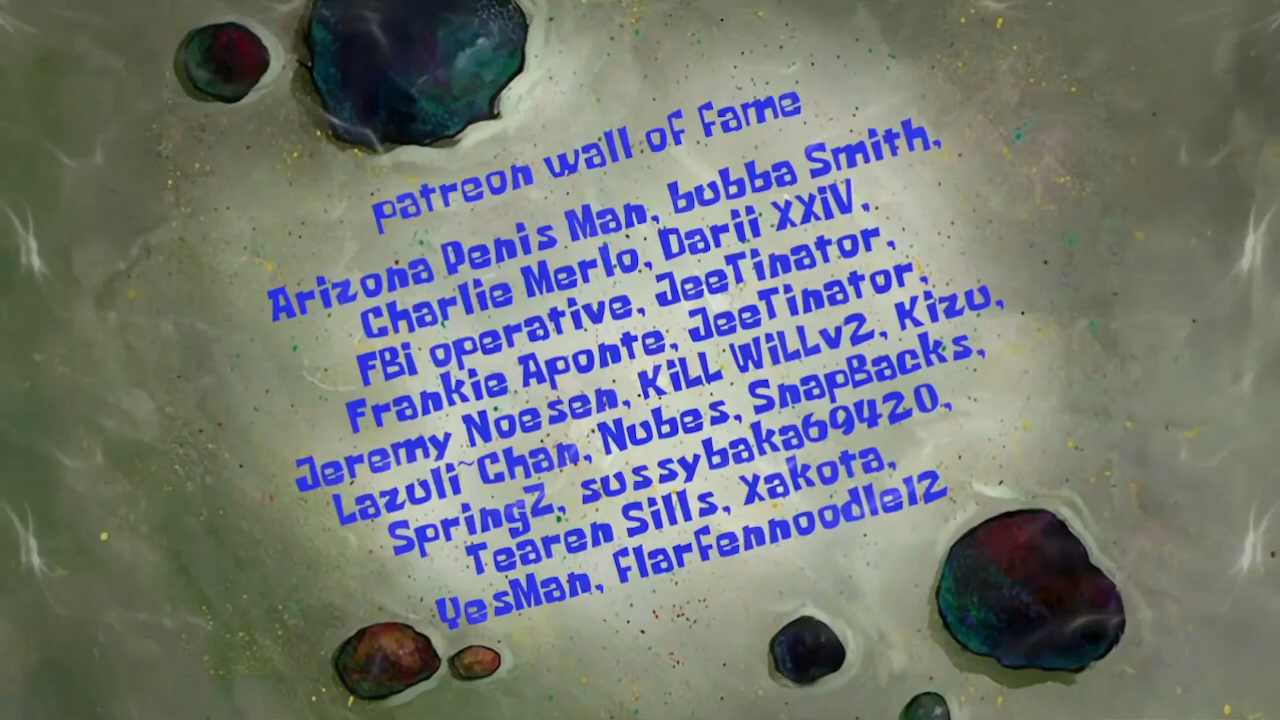 patreon wall of fame
Arizona Penis Man, bubba Smith,
Charlie Merlo, Darii XXiV,
FBi operative, JeeTinator,
Frankie Aponte, JeeTinator,
Jeremy Noesen, KiLL WiLLv2, Kizu,
Lazuli~Chan, Nubes, SnapBacks,
SpringZ, sussybaka69420,
Tearen Sills, Xakota,
YesMan, flarfennoodle12